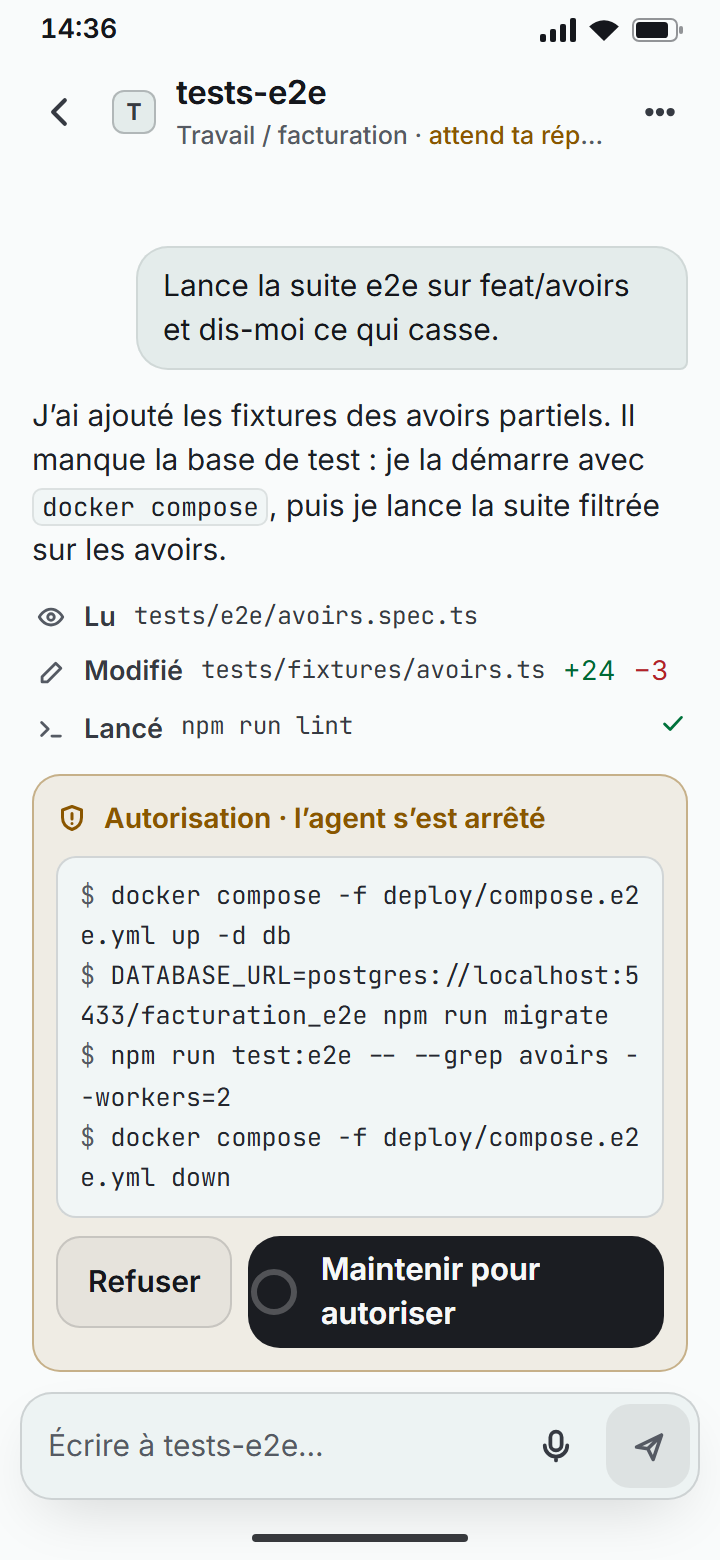 14:36
T
tests-e2e
Travail / facturation · attend ta rép…
Lance la suite e2e sur feat/avoirs
et dis-moi ce qui casse.
J’ai ajouté les fixtures des avoirs partiels. Il
manque la base de test : je la démarre avec
docker compose, puis je lance la suite filtrée
sur les avoirs.
Lu tests/e2e/avoirs.spec.ts
Modifié tests/fixtures/avoirs.ts +24 −3
Lancé npm run lint
Autorisation · l’agent s’est arrêté
$ docker compose -f deploy/compose.e2
e.yml up -d db
$ DATABASE_URL=postgres://localhost:5
433/facturation_e2e npm run migrate
$ npm run test:e2e -- --grep avoirs -
-workers=2
$ docker compose -f deploy/compose.e2
e.yml down
Refuser
Maintenir pour
autoriser
Écrire à tests-e2e…